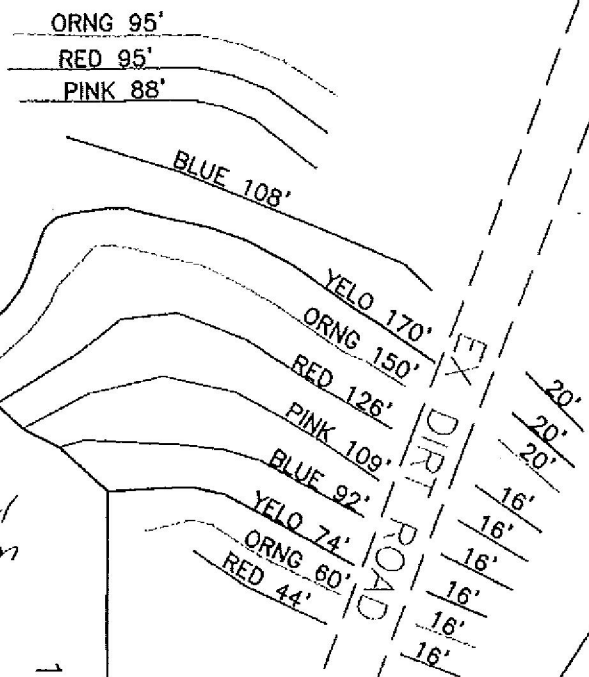 ORNG 95'
RED 95'
PINK 88'
BLUE 108'
YELO 170'
ORNG 150'
RED 126'
PINK 109'
BLUE 92'
YELO 74'
ORNG 60'
RED 44'
EX DIRT ROAD
20'
20'
20'
16'
16'
16'
16'
16'
16'